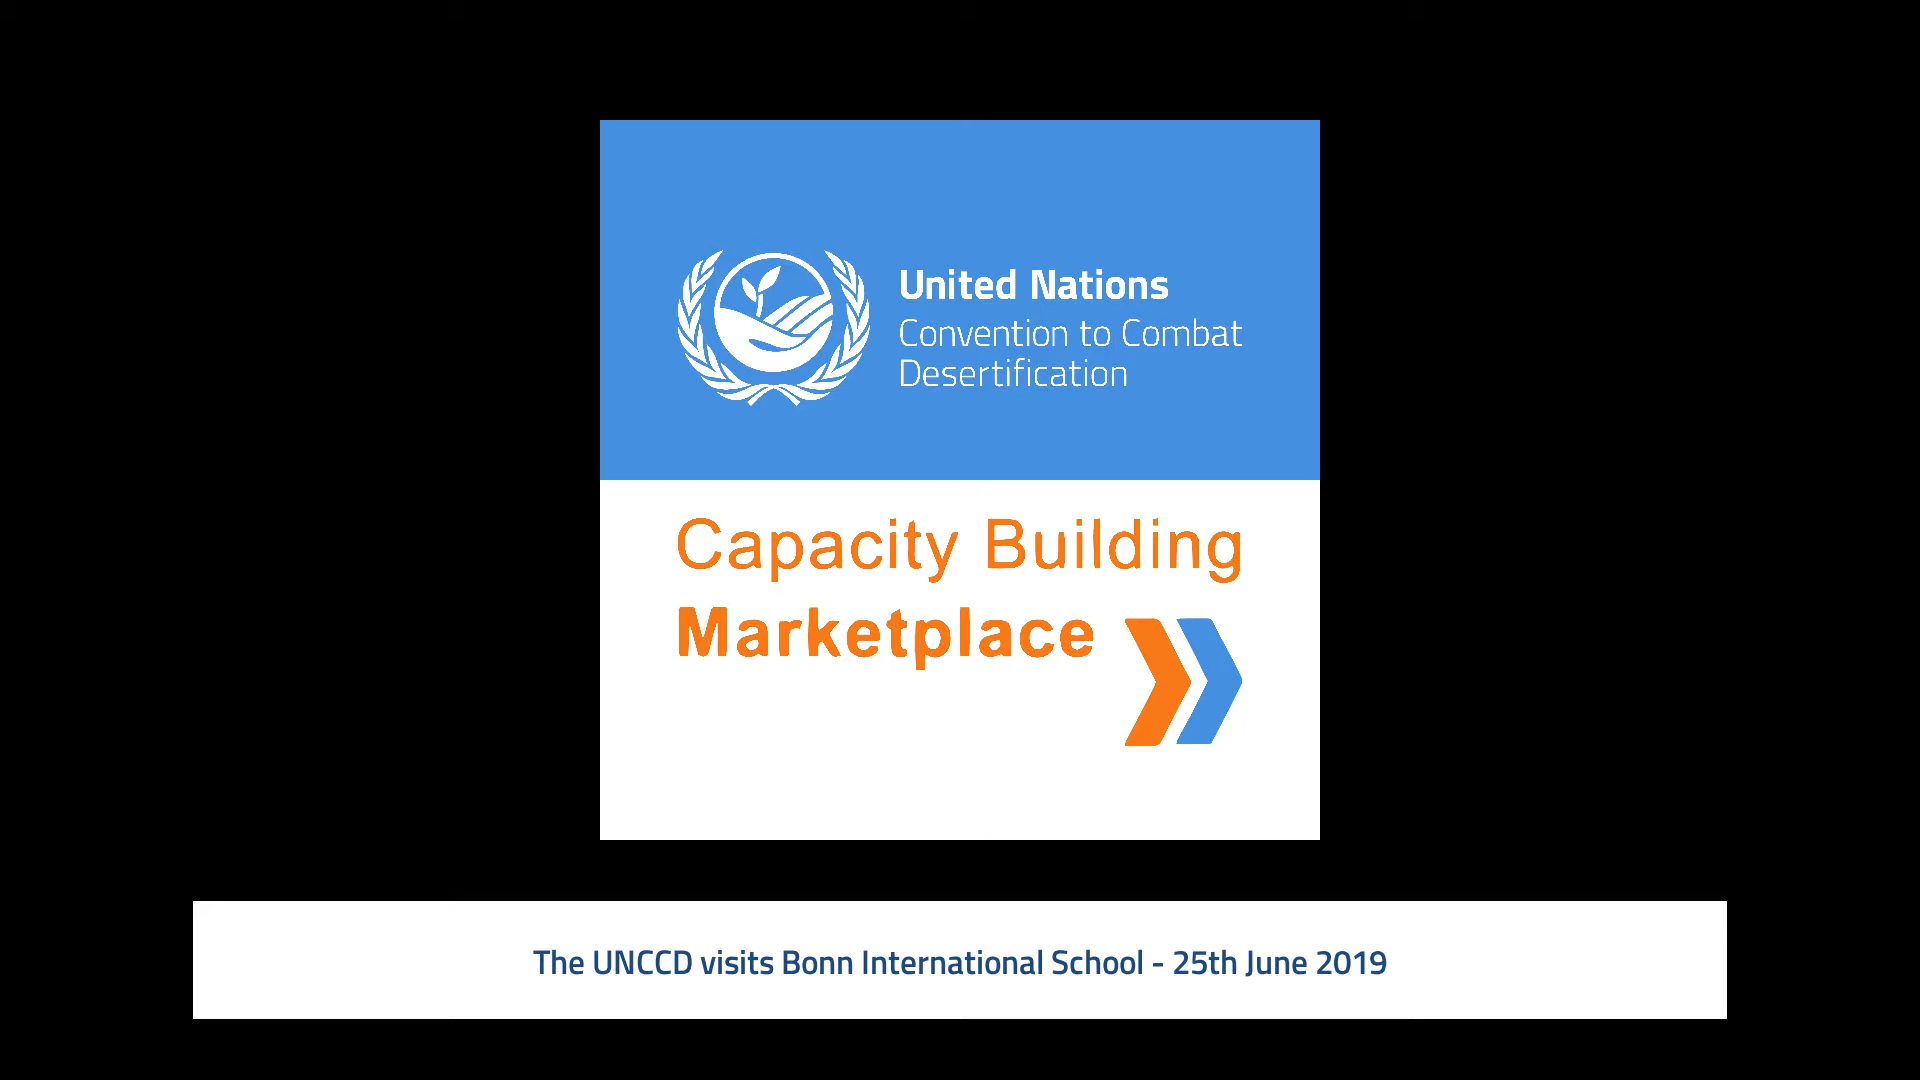 United Nations
Convention to Combat
Desertification
Capacity Building
Marketplace
The UNCCD visits Bonn International School - 25th June 2019